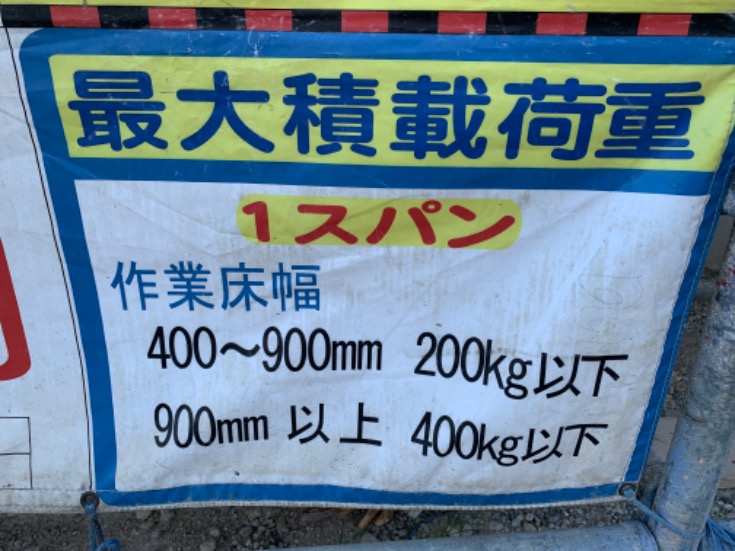 最大積載荷重
1スパン
作業床幅
400～900mm 200kg以下
900mm 以上 400kg以下